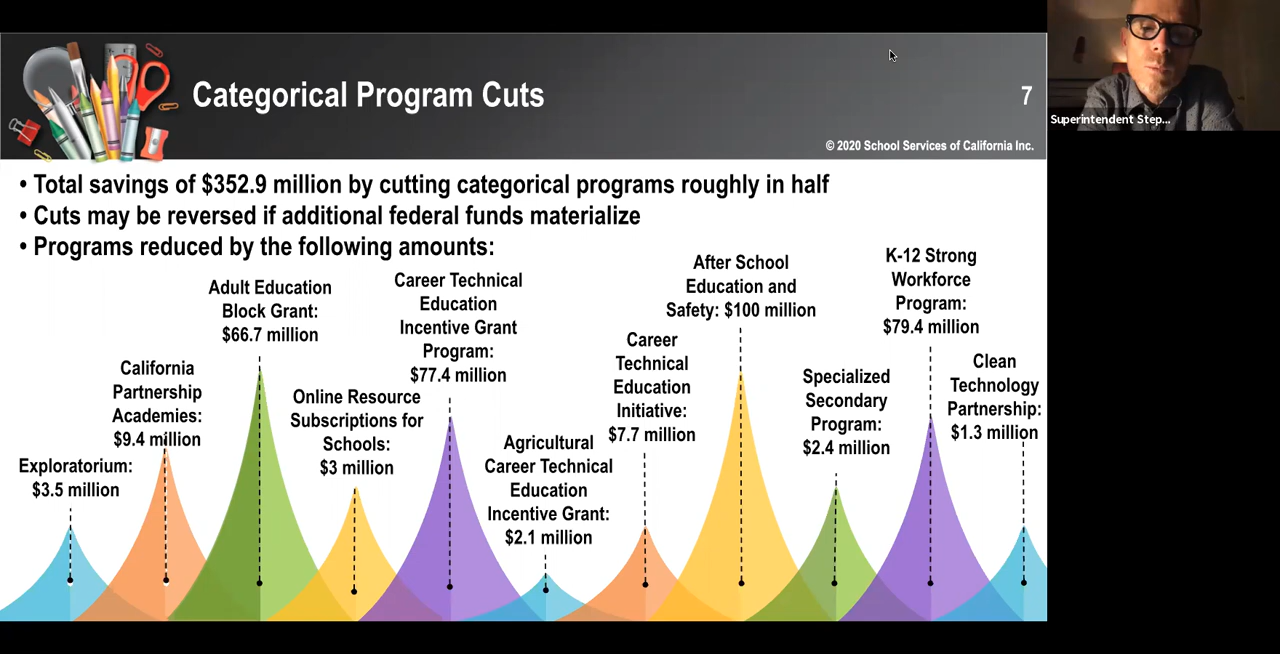 Categorical Program Cuts
7
© 2020 School Services of California Inc.
Superintendent Step...
• Total savings of $352.9 million by cutting categorical programs roughly in half
• Cuts may be reversed if additional federal funds materialize
• Programs reduced by the following amounts:
Exploratorium:
$3.5 million
California
Partnership
Academies:
$9.4 million
Adult Education
Block Grant:
$66.7 million
Online Resource
Subscriptions for
Schools:
$3 million
Career Technical
Education
Incentive Grant
Program:
$77.4 million
Agricultural
Career Technical
Education
Incentive Grant:
$2.1 million
Career
Technical
Education
Initiative:
$7.7 million
After School
Education and
Safety: $100 million
Specialized
Secondary
Program:
$2.4 million
K-12 Strong
Workforce
Program:
$79.4 million
Clean
Technology
Partnership:
$1.3 million